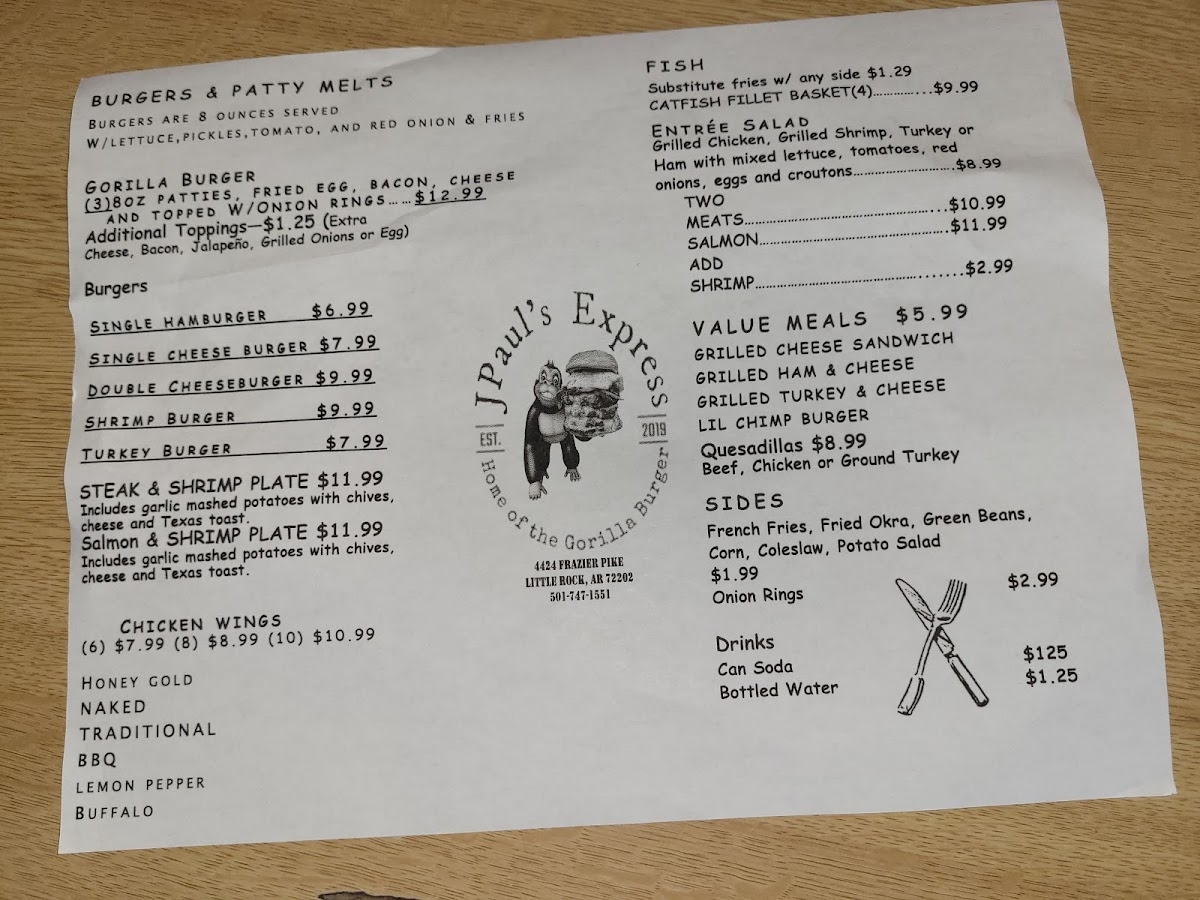 BURGERS & PATTY MELTS
BURGERS ARE 8 OUNCES SERVED
W/LETTUCE,PICKLES,TOMATO, AND RED ONION & FRIES
GORILLA BURGER
(3)8OZ PATTIES, FRIED EGG, BACON, CHEESE
AND TOPPED W/ONION RINGS……$12.99
Additional Toppings—$1.25 (Extra
Cheese, Bacon, Jalapeño, Grilled Onions or Egg)
Burgers
SINGLE HAMBURGER $6.99
SINGLE CHEESE BURGER $7.99
DOUBLE CHEESEBURGER $9.99
SHRIMP BURGER $9.99
TURKEY BURGER $7.99
STEAK & SHRIMP PLATE $11.99
Includes garlic mashed potatoes with chives,
cheese and Texas toast.
Salmon & SHRIMP PLATE $11.99
Includes garlic mashed potatoes with chives,
cheese and Texas toast.
CHICKEN WINGS
(6) $7.99 (8) $8.99 (10) $10.99
HONEY GOLD
NAKED
TRADITIONAL
BBQ
LEMON PEPPER
BUFFALO
JPaul's Express
EST. 2019
Home of the Gorilla Burger
4424 FRAZIER PIKE
LITTLE ROCK, AR 72202
501-747-1551
FISH
Substitute fries w/ any side $1.29
CATFISH FILLET BASKET(4)…………...$9.99
ENTRÉE SALAD
Grilled Chicken, Grilled Shrimp, Turkey or
Ham with mixed lettuce, tomatoes, red
onions, eggs and croutons………………………$8.99
TWO
MEATS…………………………………………...$10.99
SALMON……………………………………….$11.99
ADD
SHRIMP………………………………….......$2.99
VALUE MEALS $5.99
GRILLED CHEESE SANDWICH
GRILLED HAM & CHEESE
GRILLED TURKEY & CHEESE
LIL CHIMP BURGER
Quesadillas $8.99
Beef, Chicken or Ground Turkey
SIDES
French Fries, Fried Okra, Green Beans,
Corn, Coleslaw, Potato Salad
$1.99
Onion Rings $2.99
Drinks
Can Soda $125
Bottled Water $1.25